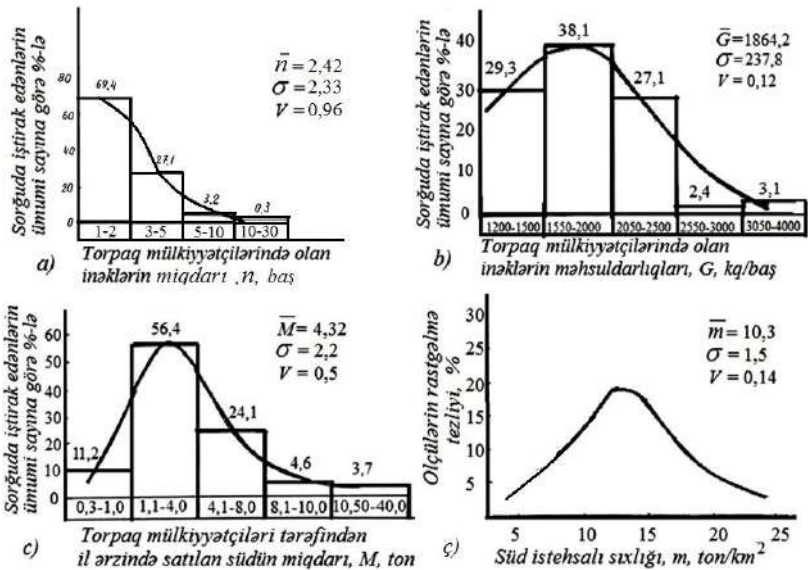 Sorğuda iştirak edənlərin
ümumi sayına görə %-lə
80
60
40
20
0
69,4
27,1
3,2
0,3
n̅ = 2,42
σ = 2,33
V = 0,96
1-2 3-5 5-10 10-30
a) Torpaq mülkiyyətçilərində olan
inəklərin miqdarı ,n, baş
Sorğuda iştirak edənlərin
ümumi sayına görə %-lə
40
30
20
10
0
29,3
38,1
27,1
2,4
3,1
G̅=1864,2
σ=237,8
V = 0,12
1200-1500 1550-2000 2050-2500 2550-3000 3050-4000
b) Torpaq mülkiyyətçilərində olan
inəklərin məhsuldarlıqları, G, kq/baş
Sorğuda iştirak edənlərin
ümumi sayına görə %-lə
60
50
40
30
20
10
0
11,2
56,4
24,1
4,6
3,7
M̅= 4,32
σ = 2,2
V = 0,5
0,3-1,0 1,1-4,0 4,1-8,0 8,1-10,0 10,50-40,0
c) Torpaq mülkiyyətçiləri tərəfindən
il ərzində satılan südün miqdarı, M, ton
Olçülərin rastgəlmə
tezliyi, %
20
15
10
5
m̅ = 10,3
σ = 1,5
V = 0,14
5 10 15 20 25
ç) Süd istehsalı sıxlığı, m, ton/km²